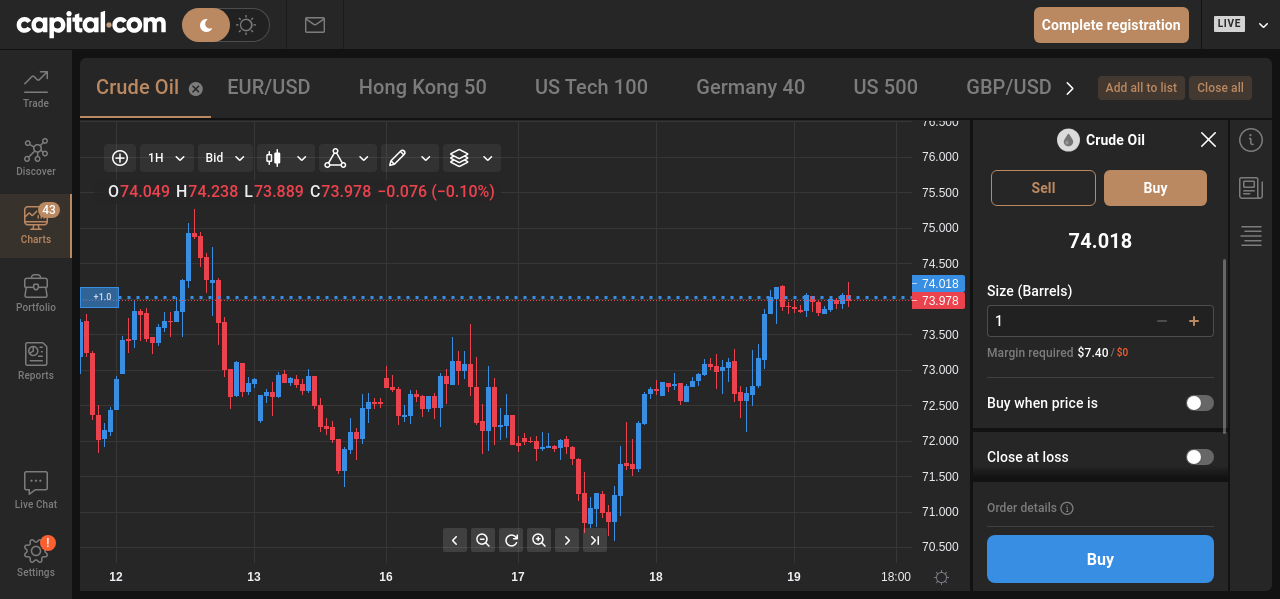 capital.com
Complete registration
LIVE
Trade
Discover
43
Charts
Portfolio
Reports
Live Chat
!
Settings
Crude Oil EUR/USD Hong Kong 50 US Tech 100 Germany 40 US 500 GBP/USD
Add all to list Close all
1H Bid
O74.049 H74.238 L73.889 C73.978 −0.076 (−0.10%)
+1.0
76.500
76.000
75.500
75.000
74.500
74.018
73.978
73.500
73.000
72.500
72.000
71.500
71.000
70.500
12 13 16 17 18 19 18:00
Crude Oil
Sell Buy
74.018
Size (Barrels)
1
Margin required $7.40 / $0
Buy when price is
Close at loss
Order details
Buy